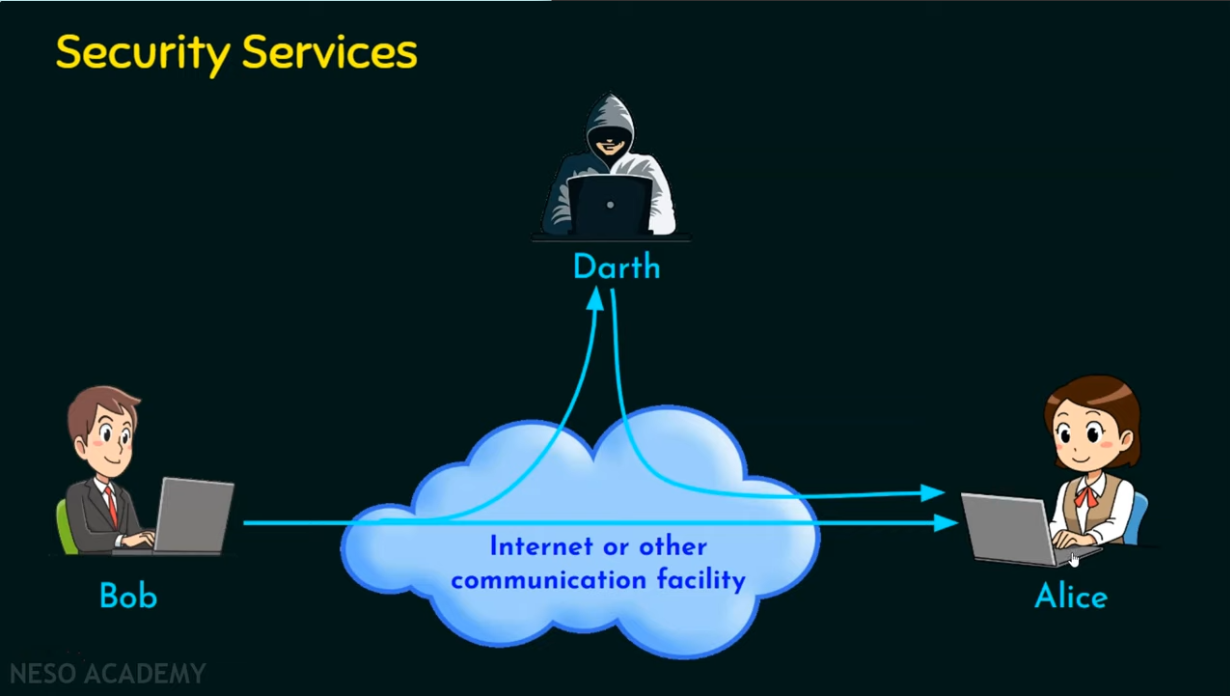 Security Services
Darth
Internet or other
communication facility
Bob
Alice
NESO ACADEMY